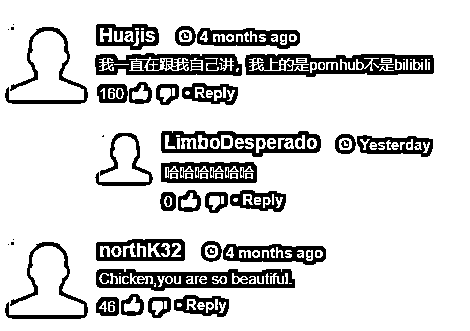 Huajis 4 months ago
我一直在跟我自己讲，我上的是pornhub不是bilibili
160 • Reply
LimboDesperado Yesterday
哈哈哈哈哈哈
0 • Reply
northK32 4 months ago
Chicken,you are so beautiful.
46 • Reply